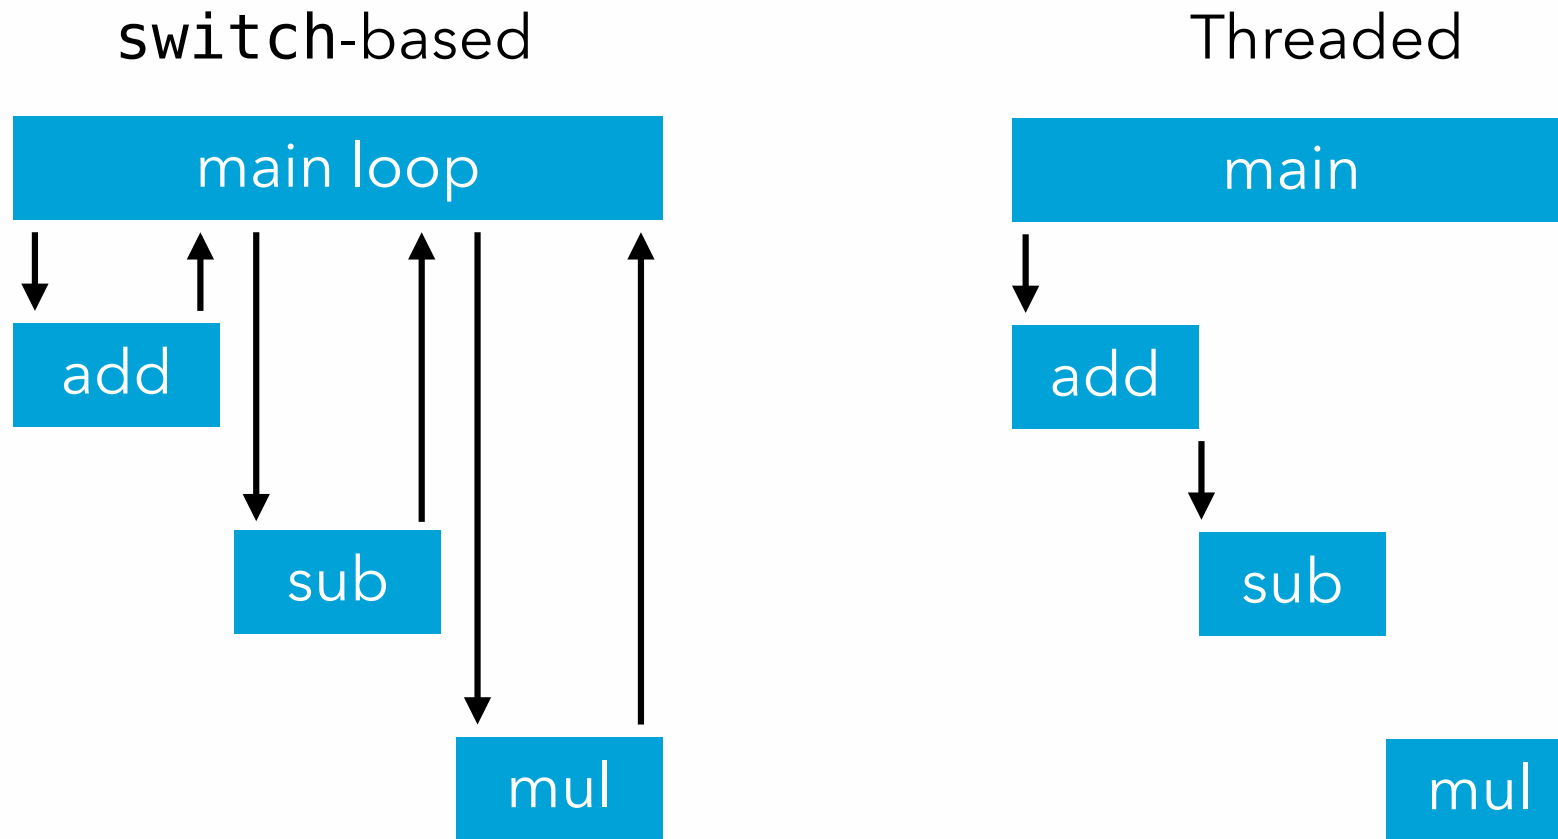 switch-based
main loop
add
sub
mul
Threaded
main
add
sub
mul